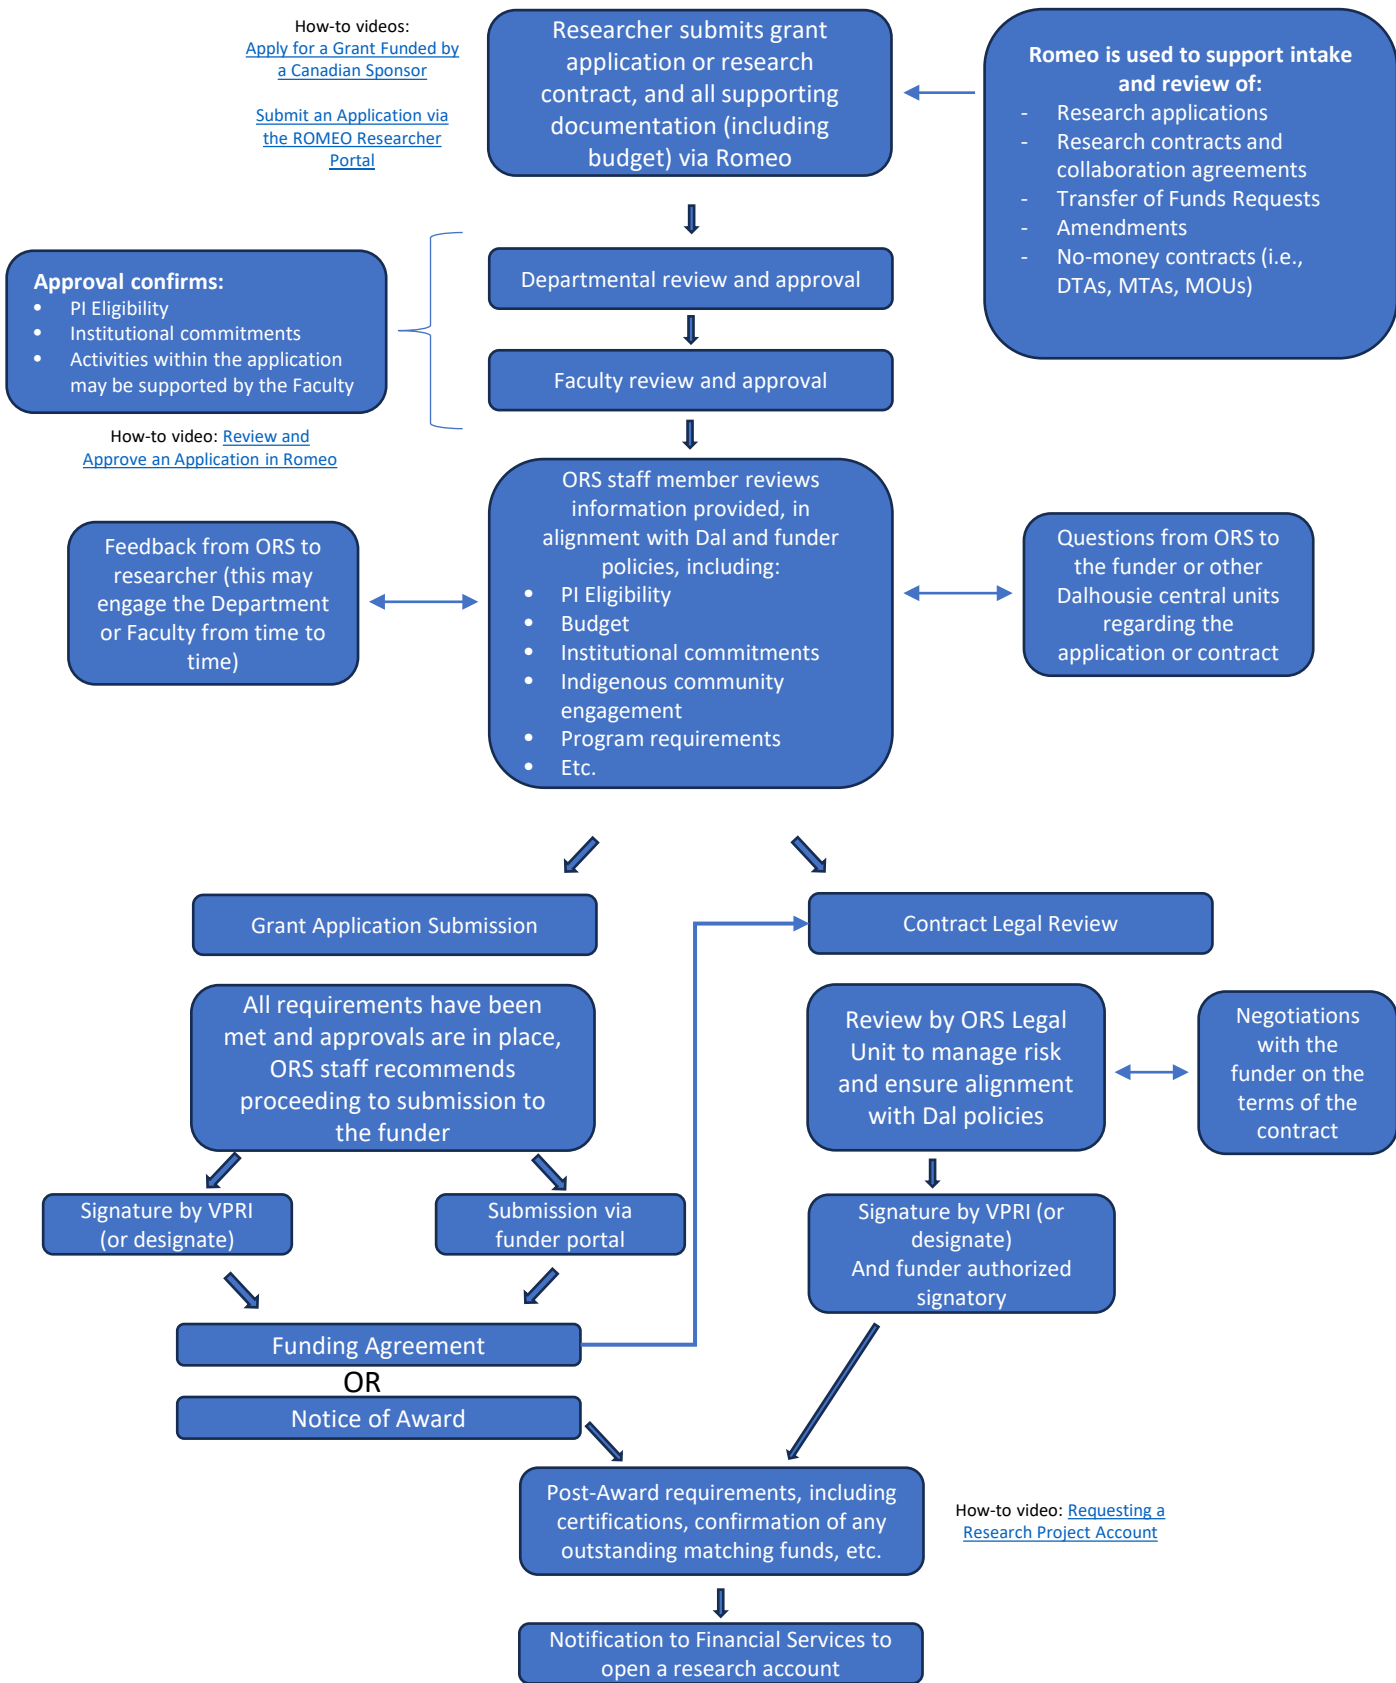 How-to videos:
Apply for a Grant Funded by
a Canadian Sponsor
Submit an Application via
the ROMEO Researcher
Portal
Researcher submits grant
application or research
contract, and all supporting
documentation (including
budget) via Romeo
Romeo is used to support intake
and review of:
- Research applications
- Research contracts and
collaboration agreements
- Transfer of Funds Requests
- Amendments
- No-money contracts (i.e.,
DTAs, MTAs, MOUs)
Approval confirms:
• PI Eligibility
• Institutional commitments
• Activities within the application
may be supported by the Faculty
Departmental review and approval
Faculty review and approval
How-to video: Review and
Approve an Application in Romeo
Feedback from ORS to
researcher (this may
engage the Department
or Faculty from time to
time)
ORS staff member reviews
information provided, in
alignment with Dal and funder
policies, including:
• PI Eligibility
• Budget
• Institutional commitments
• Indigenous community
engagement
• Program requirements
• Etc.
Questions from ORS to
the funder or other
Dalhousie central units
regarding the
application or contract
Grant Application Submission
Contract Legal Review
All requirements have been
met and approvals are in place,
ORS staff recommends
proceeding to submission to
the funder
Review by ORS Legal
Unit to manage risk
and ensure alignment
with Dal policies
Negotiations
with the
funder on the
terms of the
contract
Signature by VPRI
(or designate)
Submission via
funder portal
Signature by VPRI (or
designate)
And funder authorized
signatory
Funding Agreement
OR
Notice of Award
Post-Award requirements, including
certifications, confirmation of any
outstanding matching funds, etc.
How-to video: Requesting a
Research Project Account
Notification to Financial Services to
open a research account